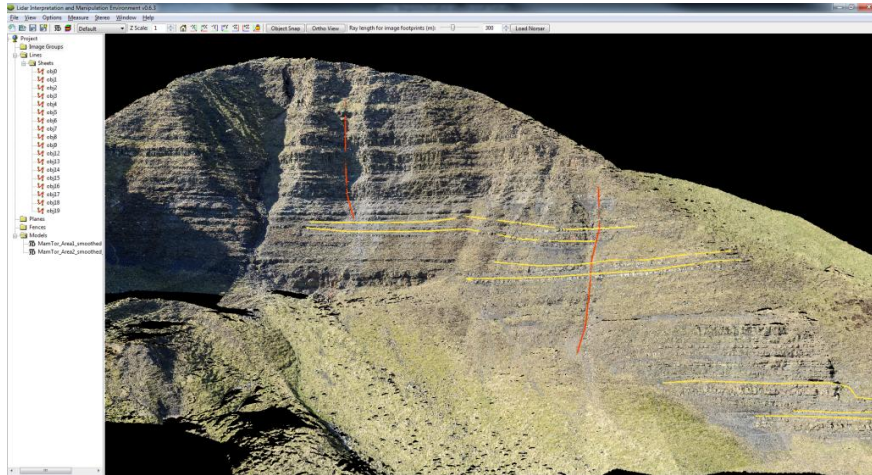 Lidar Interpretation and Manipulation Environment v0.6.5
File View Options Measure Stereo Window Help
Default Z Scale: 1 Object Snap Ortho View Ray length for image footprints (m): 200 Load Norsar
Project
Image Groups
Lines
Sheets
obj0
obj1
obj2
obj3
obj4
obj5
obj6
obj7
obj8
obj9
obj12
obj13
obj14
obj15
obj16
obj17
obj18
obj19
Planes
Fences
Models
MamTor_Area1_smoothed
MamTor_Area2_smoothed